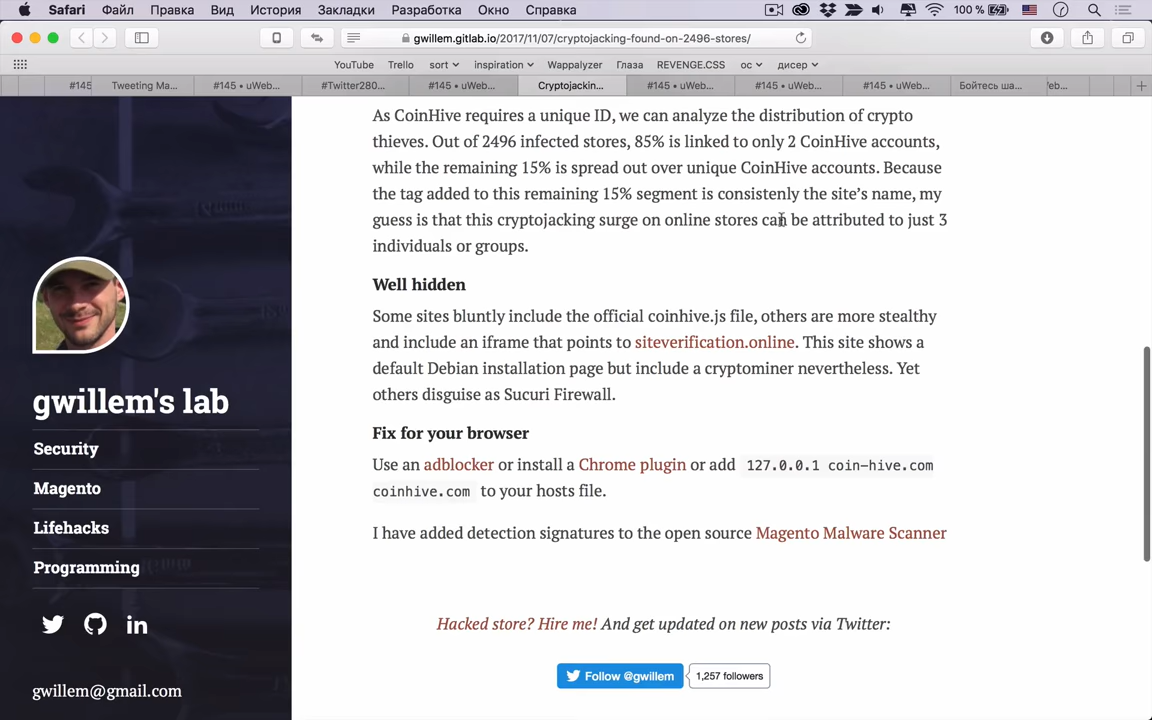 Safari Файл Правка Вид История Закладки Разработка Окно Справка 100 %
gwillem.gitlab.io/2017/11/07/cryptojacking-found-on-2496-stores/
YouTube Trello sort inspiration Wappalyzer Глаза REVENGE.CSS ос дисер
#145 Tweeting Ma... #145 • uWeb... #Twitter280... #145 • uWeb... Cryptojackin... #145 • uWeb... #145 • uWeb... #145 • uWeb... Бойтесь ша...
As CoinHive requires a unique ID, we can analyze the distribution of crypto
thieves. Out of 2496 infected stores, 85% is linked to only 2 CoinHive accounts,
while the remaining 15% is spread out over unique CoinHive accounts. Because
the tag added to this remaining 15% segment is consistenly the site's name, my
guess is that this cryptojacking surge on online stores can be attributed to just 3
individuals or groups.
Well hidden
Some sites bluntly include the official coinhive.js file, others are more stealthy
and include an iframe that points to siteverification.online. This site shows a
default Debian installation page but include a cryptominer nevertheless. Yet
others disguise as Sucuri Firewall.
Fix for your browser
Use an adblocker or install a Chrome plugin or add 127.0.0.1 coin-hive.com
coinhive.com to your hosts file.
I have added detection signatures to the open source Magento Malware Scanner
Hacked store? Hire me! And get updated on new posts via Twitter:
Follow @gwillem 1,257 followers
gwillem's lab
Security
Magento
Lifehacks
Programming
gwillem@gmail.com